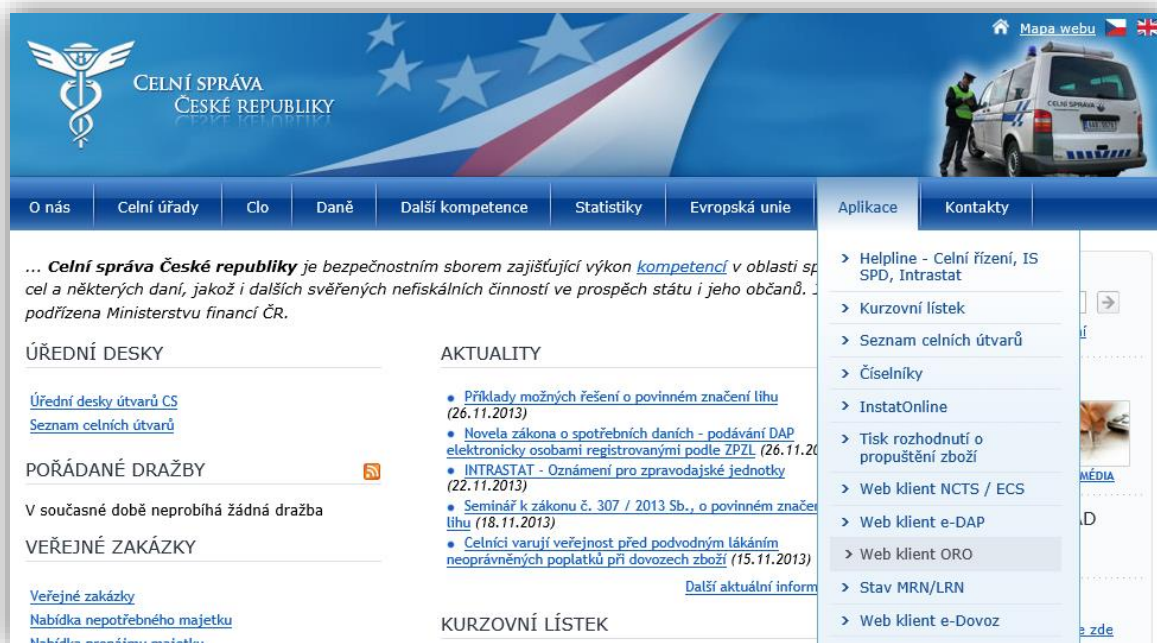 Mapa webu
CELNÍ SPRÁVA
ČESKÉ REPUBLIKY
CELNÍ SPRÁVA
O nás
Celní úřady
Clo
Daně
Další kompetence
Statistiky
Evropská unie
Aplikace
Kontakty
... Celní správa České republiky je bezpečnostním sborem zajišťující výkon kompetencí v oblasti sp
cel a některých daní, jakož i dalších svěřených nefiskálních činností ve prospěch státu i jeho občanů.
podřízena Ministerstvu financí ČR.
ÚŘEDNÍ DESKY
Úřední desky útvarů CS
Seznam celních útvarů
POŘÁDANÉ DRAŽBY
V současné době neprobíhá žádná dražba
VEŘEJNÉ ZAKÁZKY
Veřejné zakázky
Nabídka nepotřebného majetku
Nabídka pronájmu majetku
AKTUALITY
• Příklady možných řešení o povinném značení lihu
(26.11.2013)
• Novela zákona o spotřebních daních - podávání DAP
elektronicky osobami registrovanými podle ZPZL (26.11.20
• INTRASTAT - Oznámení pro zpravodajské jednotky
(22.11.2013)
• Seminář k zákonu č. 307 / 2013 Sb., o povinném značen
lihu (18.11.2013)
• Celníci varují veřejnost před podvodným lákáním
neoprávněných poplatků při dovozech zboží (15.11.2013)
Další aktuální inform
KURZOVNÍ LÍSTEK
Helpline - Celní řízení, IS
SPD, Intrastat
Kurzovní lístek
Seznam celních útvarů
Číselníky
InstatOnline
Tisk rozhodnutí o
propuštění zboží
Web klient NCTS / ECS
Web klient e-DAP
Web klient ORO
Stav MRN/LRN
Web klient e-Dovoz
ní
MÉDIA
AD
e zde